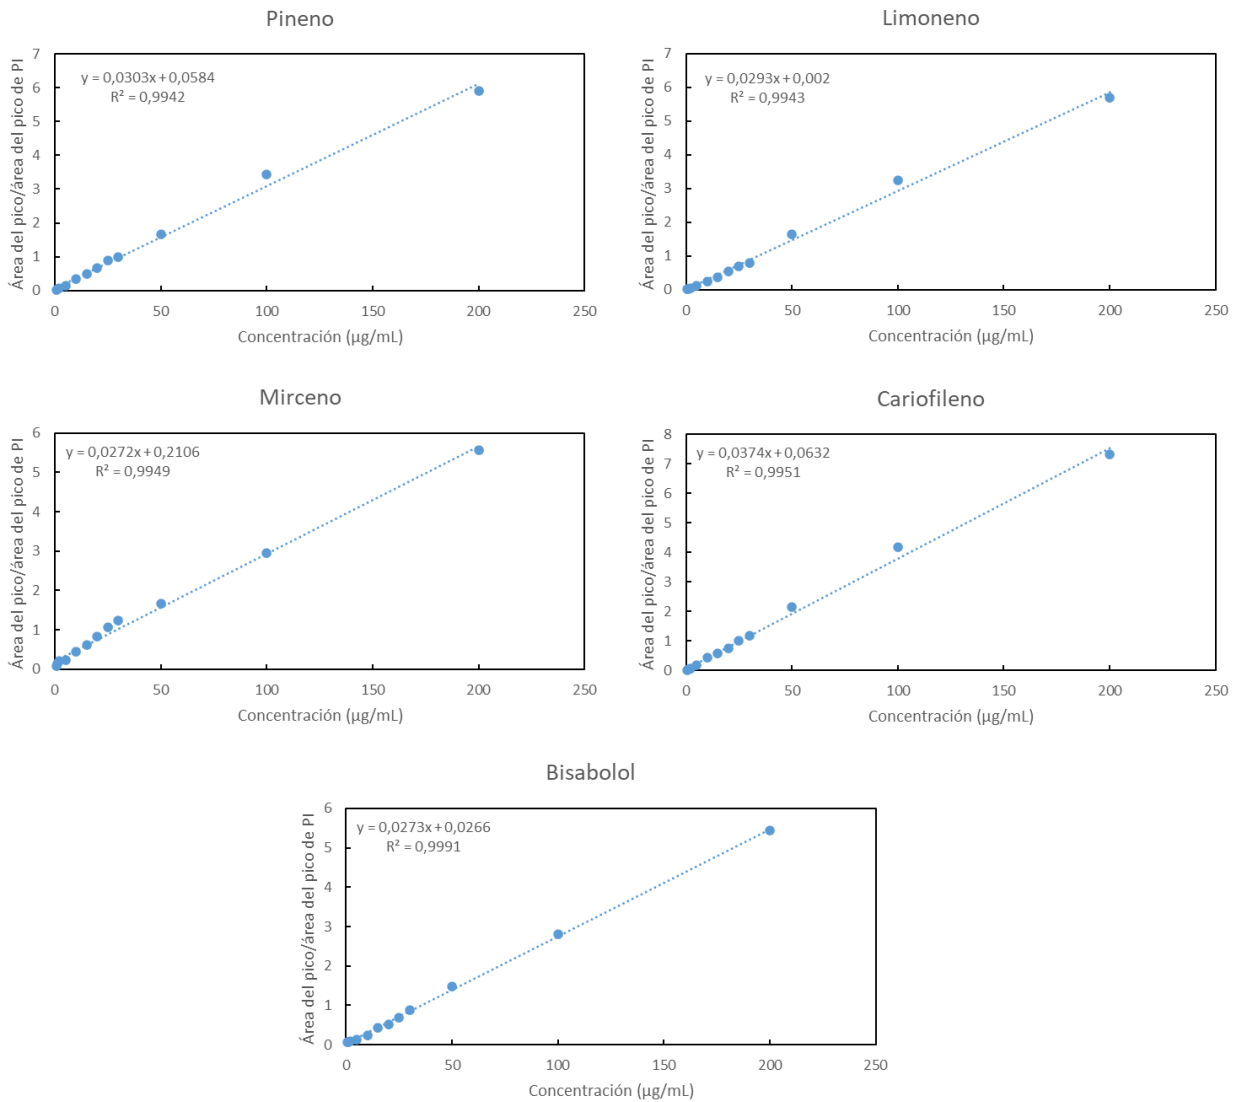 Pineno
Área del pico/área del pico de PI
7
6
5
4
3
2
1
0
y = 0,0303x + 0,0584
R² = 0,9942
0 50 100 150 200 250
Concentración (µg/mL)
Limoneno
Área del pico/área del pico de PI
7
6
5
4
3
2
1
0
y = 0,0293x + 0,002
R² = 0,9943
0 50 100 150 200 250
Concentración (µg/mL)
Mirceno
Área del pico/área del pico de PI
6
5
4
3
2
1
0
y = 0,0272x + 0,2106
R² = 0,9949
0 50 100 150 200 250
Concentración (µg/mL)
Cariofileno
Área del pico/área del pico de PI
8
7
6
5
4
3
2
1
0
y = 0,0374x + 0,0632
R² = 0,9951
0 50 100 150 200 250
Concentración (µg/mL)
Bisabolol
Área del pico/área del pico de PI
6
5
4
3
2
1
0
y = 0,0273x + 0,0266
R² = 0,9991
0 50 100 150 200 250
Concentración (µg/mL)